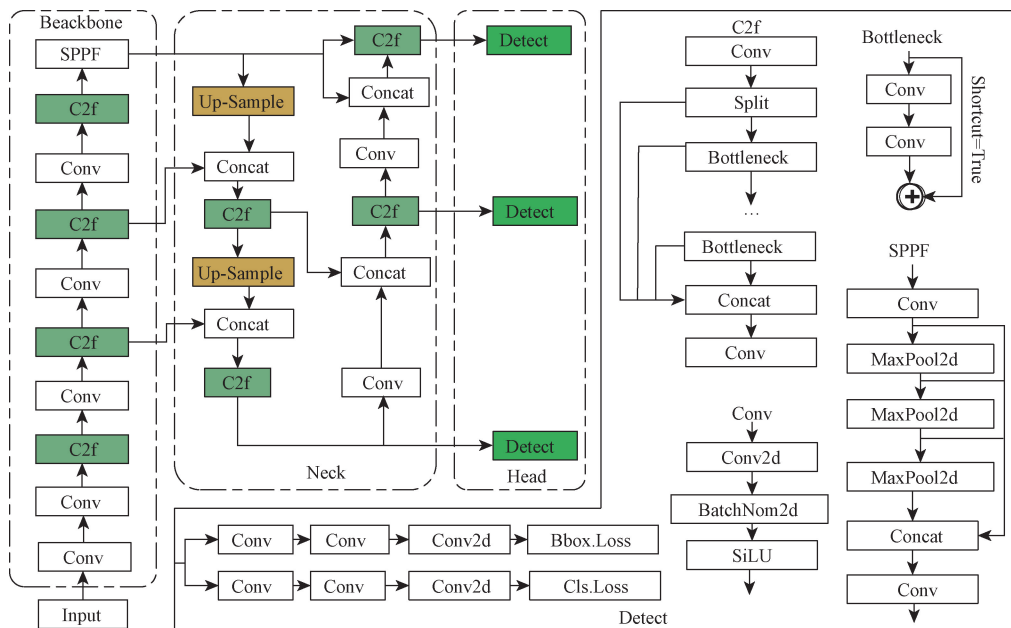 Beackbone
SPPF
C2f
Conv
C2f
Conv
C2f
Conv
C2f
Conv
Conv
Input
Up-Sample
Concat
C2f
Up-Sample
Concat
C2f
C2f
Concat
Conv
C2f
Concat
Conv
Neck
Detect
Detect
Detect
Head
C2f
Conv
Split
Bottleneck
...
Bottleneck
Concat
Conv
Bottleneck
Conv
Conv
Shortcut=True
SPPF
Conv
MaxPool2d
MaxPool2d
MaxPool2d
Concat
Conv
Conv
Conv2d
BatchNom2d
SiLU
Conv Conv Conv2d Bbox.Loss
Conv Conv Conv2d Cls.Loss
Detect